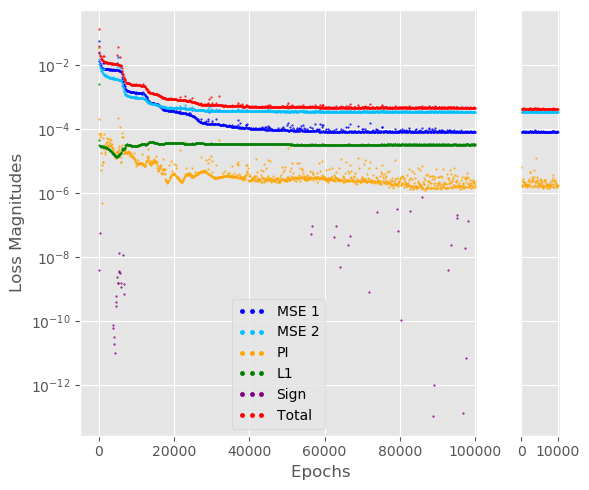 Loss Magnitudes
10⁻²
10⁻⁴
10⁻⁶
10⁻⁸
10⁻¹⁰
10⁻¹²
MSE 1
MSE 2
PI
L1
Sign
Total
0 20000 40000 60000 80000 100000 0 10000
Epochs